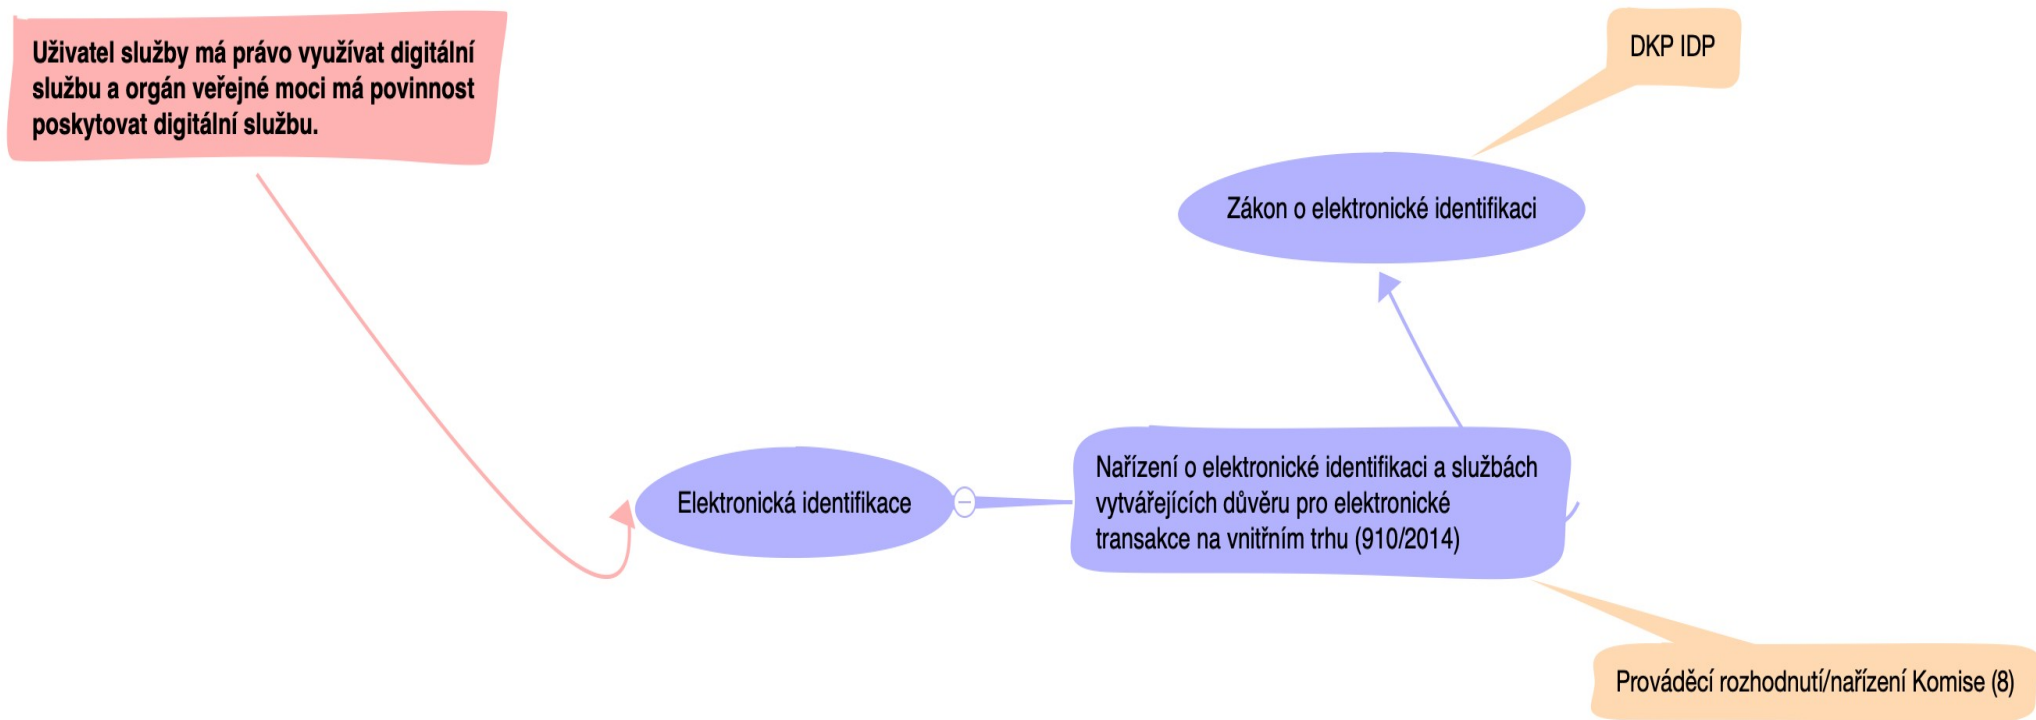 Uživatel služby má právo využívat digitální
službu a orgán veřejné moci má povinnost
poskytovat digitální službu.
DKP IDP
Zákon o elektronické identifikaci
Elektronická identifikace
Nařízení o elektronické identifikaci a službách
vytvářejících důvěru pro elektronické
transakce na vnitřním trhu (910/2014)
Prováděcí rozhodnutí/nařízení Komise (8)